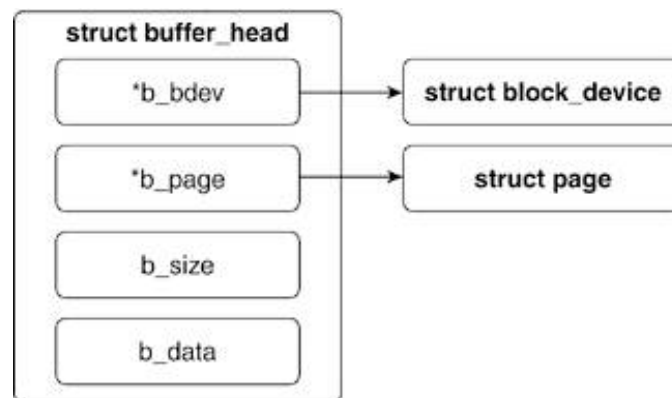 struct buffer_head
*b_bdev
struct block_device
*b_page
struct page
b_size
b_data